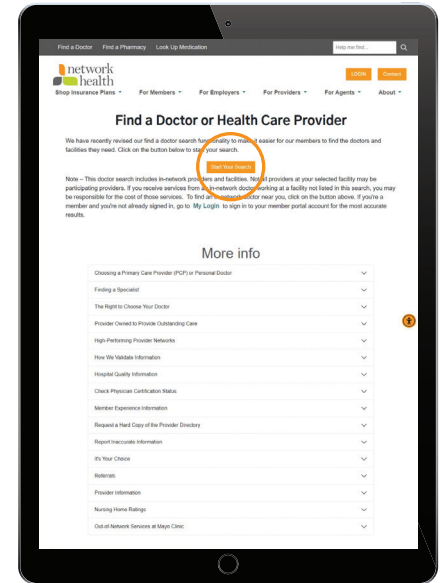 Find a Doctor Find a Pharmacy Look Up Medication Help me find...
network
health
LOGIN Contact
Shop Insurance Plans For Members For Employers For Providers For Agents About
Find a Doctor or Health Care Provider
We have recently revised our find a doctor search functionality to make it easier for our members to find the doctors and
facilities they need. Click on the button below to start your search.
Start Your Search
Note – This doctor search includes in-network providers and facilities. Not all providers at your selected facility may be
participating providers. If you receive services from an in-network doctor working at a facility not listed in this search, you may
be responsible for the cost of those services. To find an in-network doctor near you, click on the button above. If you're a
member and you're not already signed in, go to My Login to sign in to your member portal account for the most accurate
results.
More info
Choosing a Primary Care Provider (PCP) or Personal Doctor
Finding a Specialist
The Right to Choose Your Doctor
Provider Owned to Provide Outstanding Care
High-Performing Provider Networks
How We Validate Information
Hospital Quality Information
Check Physician Certification Status
Member Experience Information
Request a Hard Copy of the Provider Directory
Report Inaccurate Information
It's Your Choice
Referrals
Provider Information
Nursing Home Ratings
Out-of-Network Services at Mayo Clinic